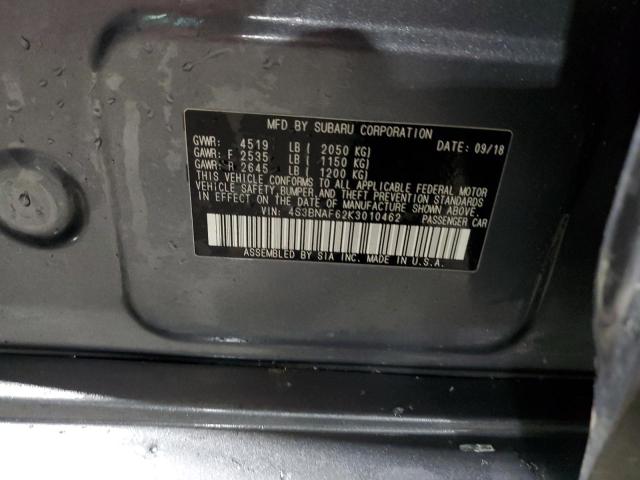 MFD BY SUBARU CORPORATION
GVWR: 4519 LB ( 2050 KG) DATE: 09/18
GAWR: F 2535 LB ( 1150 KG)
GAWR: R 2645 LB ( 1200 KG)
THIS VEHICLE CONFORMS TO ALL APPLICABLE FEDERAL MOTOR
VEHICLE SAFETY, BUMPER, AND THEFT PREVENTION STANDARDS
IN EFFECT ON THE DATE OF MANUFACTURE SHOWN ABOVE.
VIN: 4S3BNAF62K3010462 PASSENGER CAR
ASSEMBLED BY SIA INC. MADE IN U.S.A.